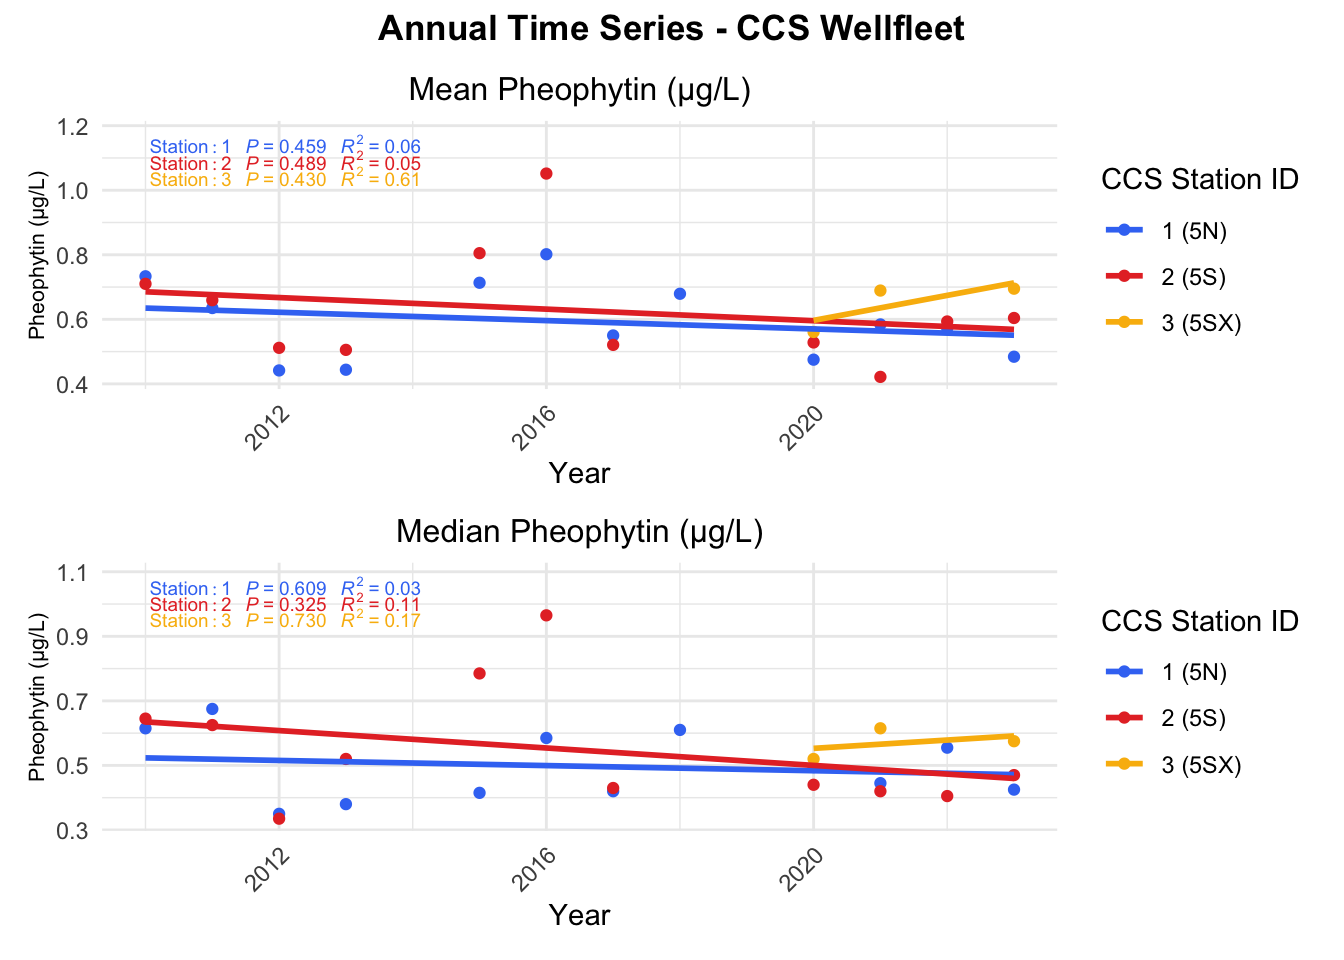 Annual Time Series - CCS Wellfleet
Mean Pheophytin (µg/L)
Pheophytin (µg/L)
1.2
1.0
0.8
0.6
0.4
Station: 1 P = 0.459 R² = 0.06
Station: 2 P = 0.489 R² = 0.05
Station: 3 P = 0.430 R² = 0.61
2012
2016
2020
Year
CCS Station ID
1 (5N)
2 (5S)
3 (5SX)
Median Pheophytin (µg/L)
Pheophytin (µg/L)
1.1
0.9
0.7
0.5
0.3
Station: 1 P = 0.609 R² = 0.03
Station: 2 P = 0.325 R² = 0.11
Station: 3 P = 0.730 R² = 0.17
2012
2016
2020
Year
CCS Station ID
1 (5N)
2 (5S)
3 (5SX)